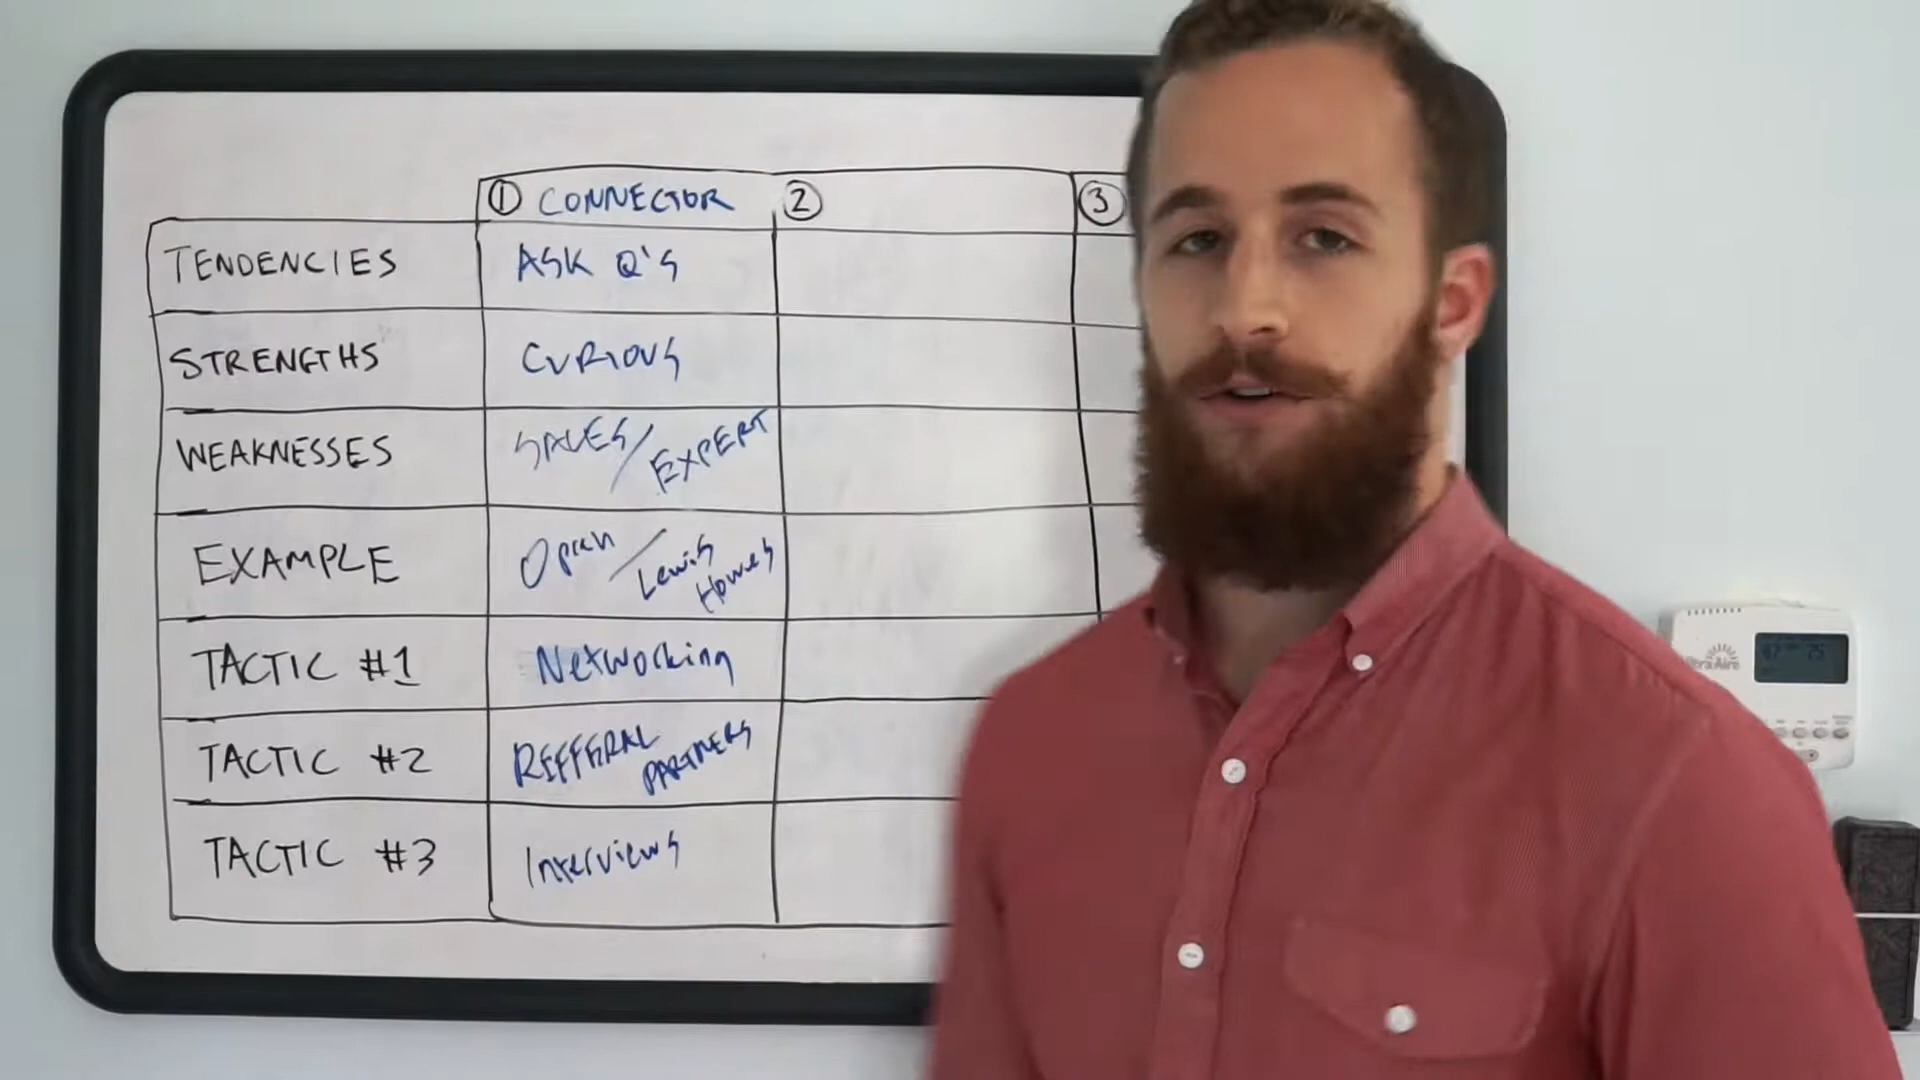 ① CONNECTOR ② ③
TENDENCIES ASK Q'S
STRENGTHS CURIOUS
WEAKNESSES SALES/EXPERT
EXAMPLE Oprah/Lewis Howes
TACTIC #1 Networking
TACTIC #2 REFFERAL PARTNERS
TACTIC #3 Interviews